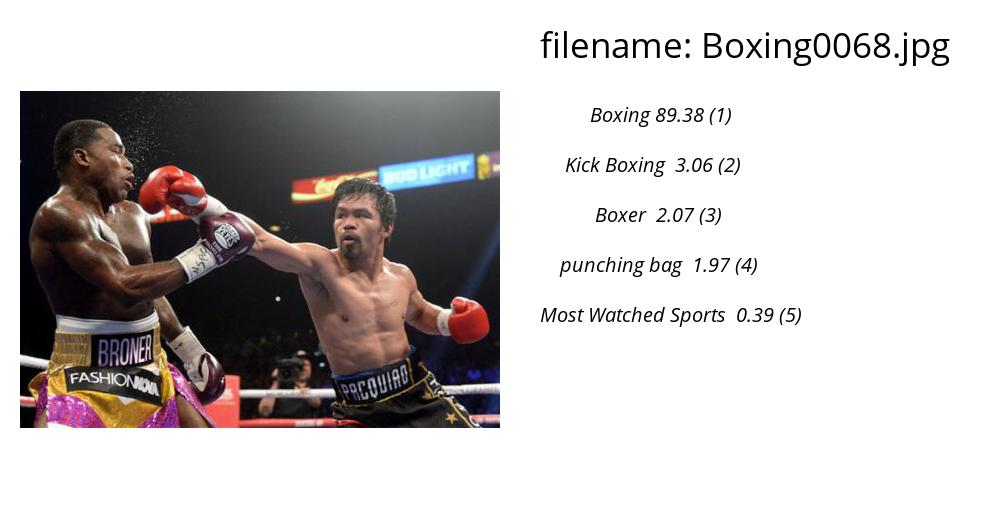 filename: Boxing0068.jpg
Boxing 89.38 (1)
Kick Boxing 3.06 (2)
Boxer 2.07 (3)
punching bag 1.97 (4)
Most Watched Sports 0.39 (5)
BUD LIGHT
BRONER
FASHIONNOVA
PACQUIAO